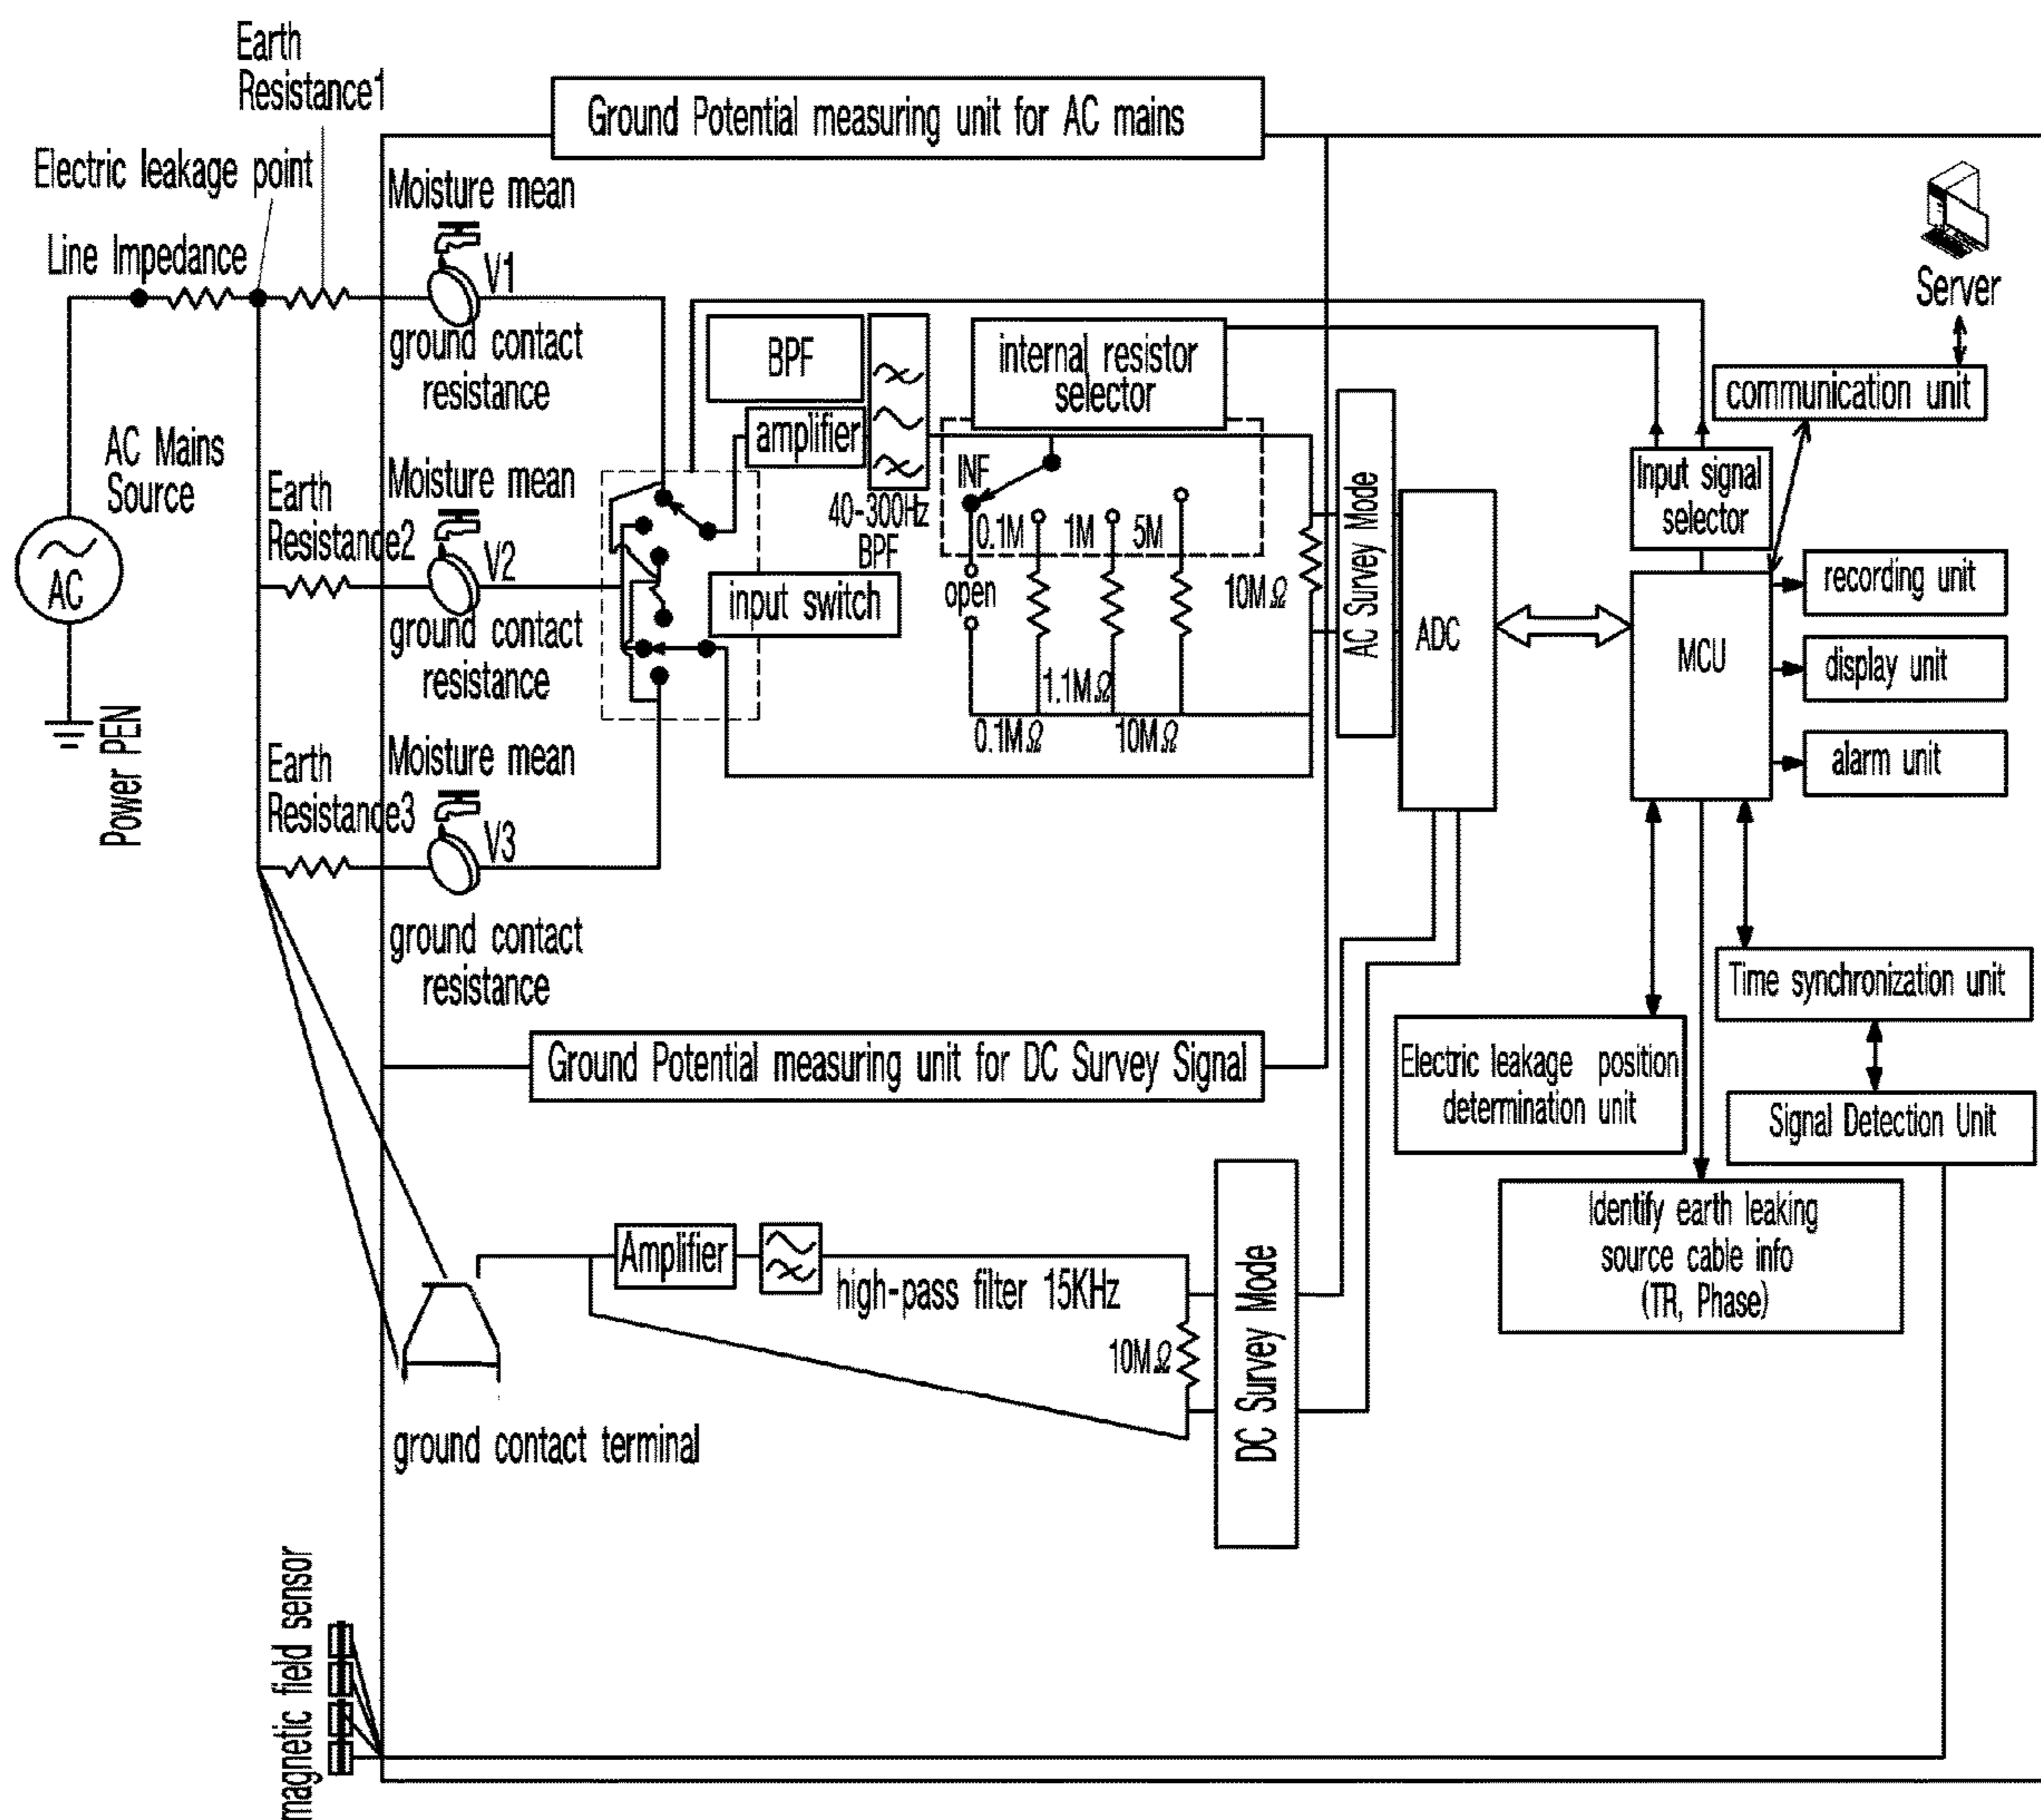 Earth
Resistance1
Ground Potential measuring unit for AC mains
Electric leakage point
Moisture mean
Line Impedance
V1
Server
ground contact
resistance
BPF
internal resistor
selector
communication unit
amplifier
AC Mains
Source
Moisture mean
Earth
Resistande2
INF
Input signal
selector
40-300Hz
BPF
0.1M
1M
5M
AC Survey Mode
V2
AC
input switch
open
10MΩ
ADC
MCU
recording unit
ground contact
resistance
display unit
1.1MΩ
0.1MΩ
10MΩ
Power PEN
Moisture mean
Earth
Resistande3
alarm unit
V3
ground contact
resistance
Time synchronization unit
Ground Potential measuring unit for DC Survey Signal
Electric leakage position
determination unit
Signal Detection Unit
Identify earth leaking
source cable info
(TR, Phase)
Amplifier
high-pass filter 15KHz
10MΩ
DC Survey Mode
ground contact terminal
magnetic field sensor